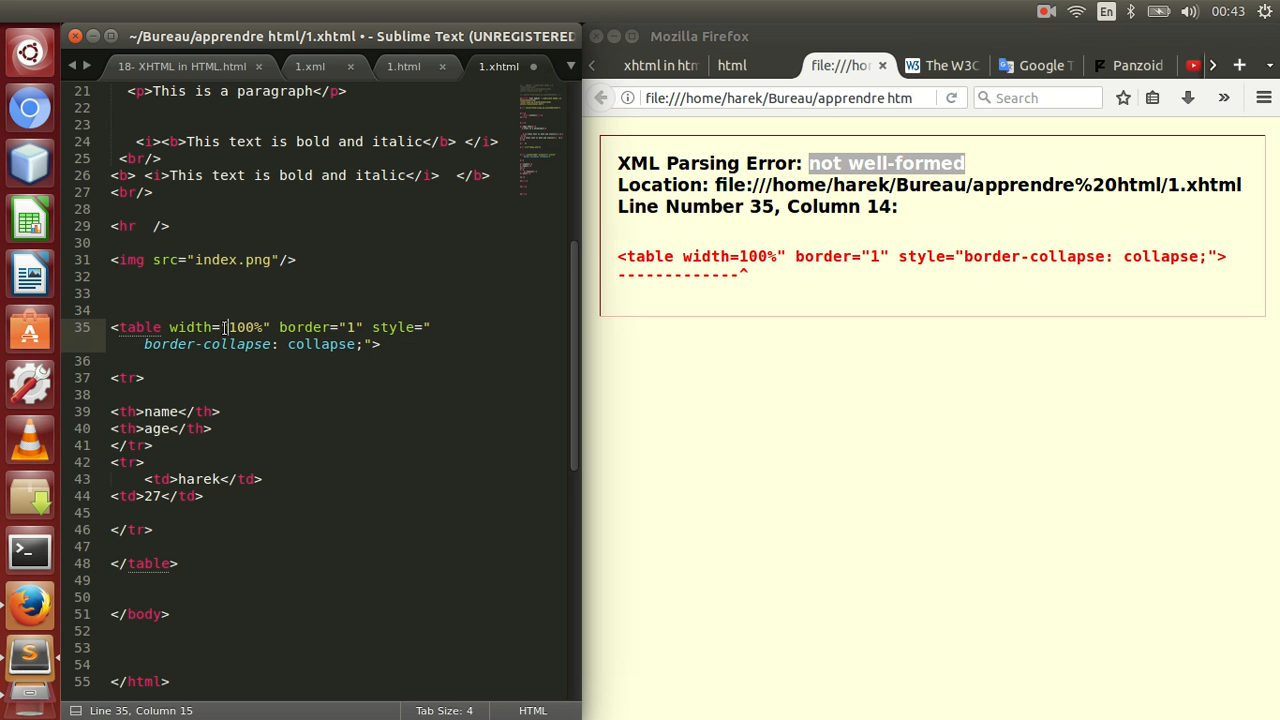 En
00:43
~/Bureau/apprendre html/1.xhtml • - Sublime Text (UNREGISTERED
Mozilla Firefox
18- XHTML in HTML.html × 1.xml × 1.html × 1.xhtml
xhtml in htm html file:///ho × The W3C Google T Panzoid
file:///home/harek/Bureau/apprendre htm
Search
21 <p>This is a paragraph</p>
22
23
24 <i><b>This text is bold and italic</b> </i>
25 <br/>
26 <b> <i>This text is bold and italic</i> </b>
27 <br/>
28
29 <hr />
30
31 <img src="index.png"/>
32
33
34
35 <table width=100%" border="1" style="
border-collapse: collapse;">
36
37 <tr>
38
39 <th>name</th>
40 <th>age</th>
41 </tr>
42 <tr>
43 <td>harek</td>
44 <td>27</td>
45
46 </tr>
47
48 </table>
49
50
51 </body>
52
53
54
55 </html>
XML Parsing Error: not well-formed
Location: file:///home/harek/Bureau/apprendre%20html/1.xhtml
Line Number 35, Column 14:
<table width=100%" border="1" style="border-collapse: collapse;">
-------------^
Line 35, Column 15
Tab Size: 4
HTML